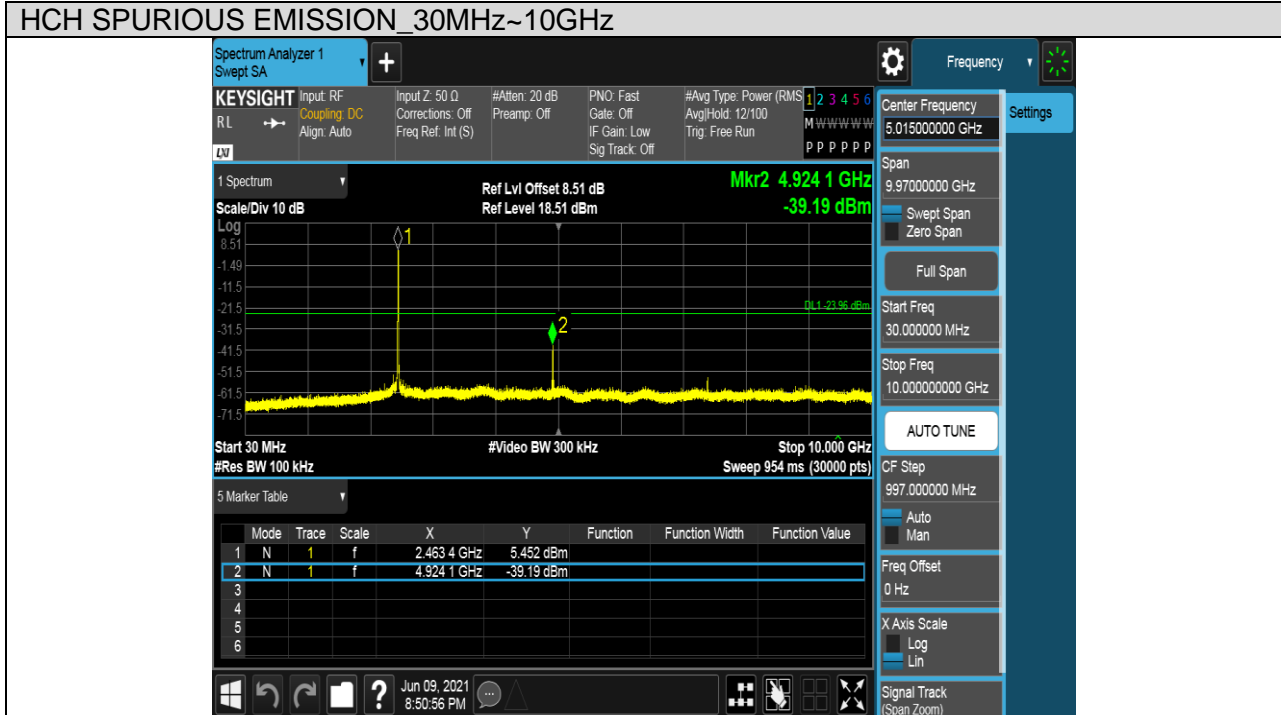 HCH SPURIOUS EMISSION_30MHz~10GHz
Spectrum Analyzer 1
Swept SA
Frequency
KEYSIGHT Input: RF Input Z: 50 Ω #Atten: 20 dB PNO: Fast #Avg Type: Power (RMS 1 2 3 4 5 6
RL Coupling: DC Corrections: Off Preamp: Off Gate: Off Avg|Hold: 12/100 M W W W W W
Align: Auto Freq Ref: Int (S) IF Gain: Low Trig: Free Run
LXI Sig Track: Off P P P P P P
1 Spectrum Ref Lvl Offset 8.51 dB Mkr2 4.924 1 GHz
Scale/Div 10 dB Ref Level 18.51 dBm -39.19 dBm
Log
1
8.51
-1.49
-11.5
-21.5 DL1 -23.96 dBm
-31.5 2
-41.5
-51.5
-61.5
-71.5
Start 30 MHz #Video BW 300 kHz Stop 10.000 GHz
#Res BW 100 kHz Sweep 954 ms (30000 pts)
5 Marker Table
Mode Trace Scale X Y Function Function Width Function Value
1 N 1 f 2.463 4 GHz 5.452 dBm
2 N 1 f 4.924 1 GHz -39.19 dBm
3
4
5
6
? Jun 09, 2021
8:50:56 PM
Center Frequency
5.015000000 GHz
Settings
Span
9.97000000 GHz
Swept Span
Zero Span
Full Span
Start Freq
30.000000 MHz
Stop Freq
10.000000000 GHz
AUTO TUNE
CF Step
997.000000 MHz
Auto
Man
Freq Offset
0 Hz
X Axis Scale
Log
Lin
Signal Track
(Span Zoom)